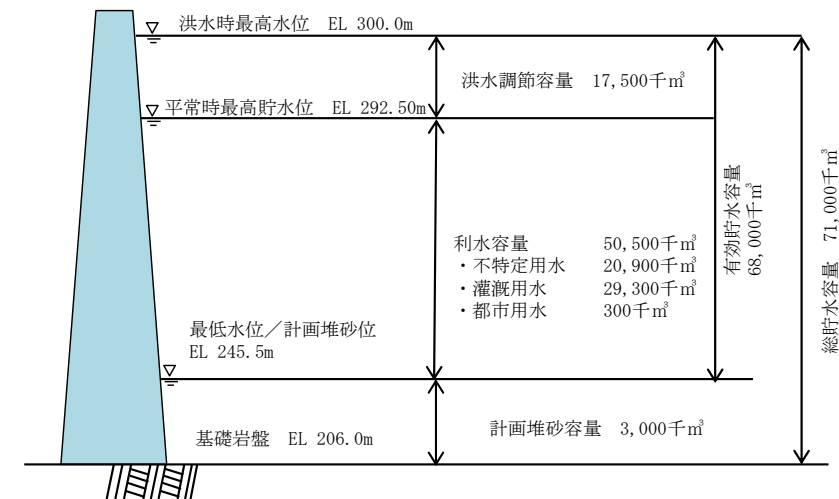 洪水時最高水位　EL 300.0m
洪水調節容量　17,500千㎥
平常時最高貯水位　EL 292.50m
有効貯水容量
68,000千㎥
総貯水容量　71,000千㎥
利水容量　50,500千㎥
・不特定用水　20,900千㎥
・灌漑用水　29,300千㎥
・都市用水　300千㎥
最低水位／計画堆砂位
EL 245.5m
基礎岩盤　EL 206.0m
計画堆砂容量　3,000千㎥